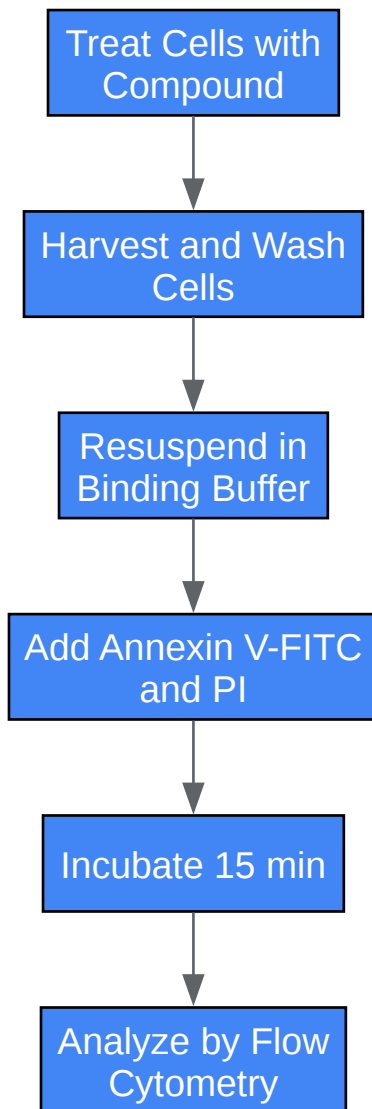 Treat Cells with
Compound
Harvest and Wash
Cells
Resuspend in
Binding Buffer
Add Annexin V-FITC
and PI
Incubate 15 min
Analyze by Flow
Cytometry